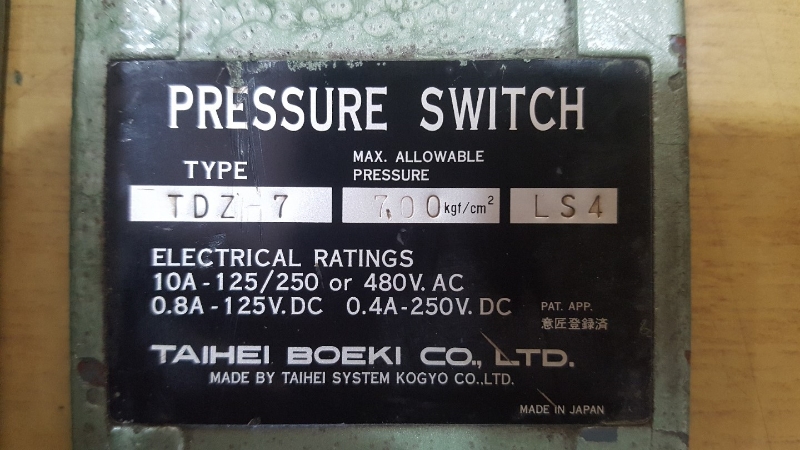 PRESSURE SWITCH
TYPE
MAX. ALLOWABLE
PRESSURE
TDZ-7
700 kgf/cm²
LS4
ELECTRICAL RATINGS
10A-125/250 or 480V. AC
0.8A-125V.DC 0.4A-250V. DC
PAT. APP.
意匠登録済
TAIHEI BOEKI CO., LTD.
MADE BY TAIHEI SYSTEM KOGYO CO.,LTD.
MADE IN JAPAN